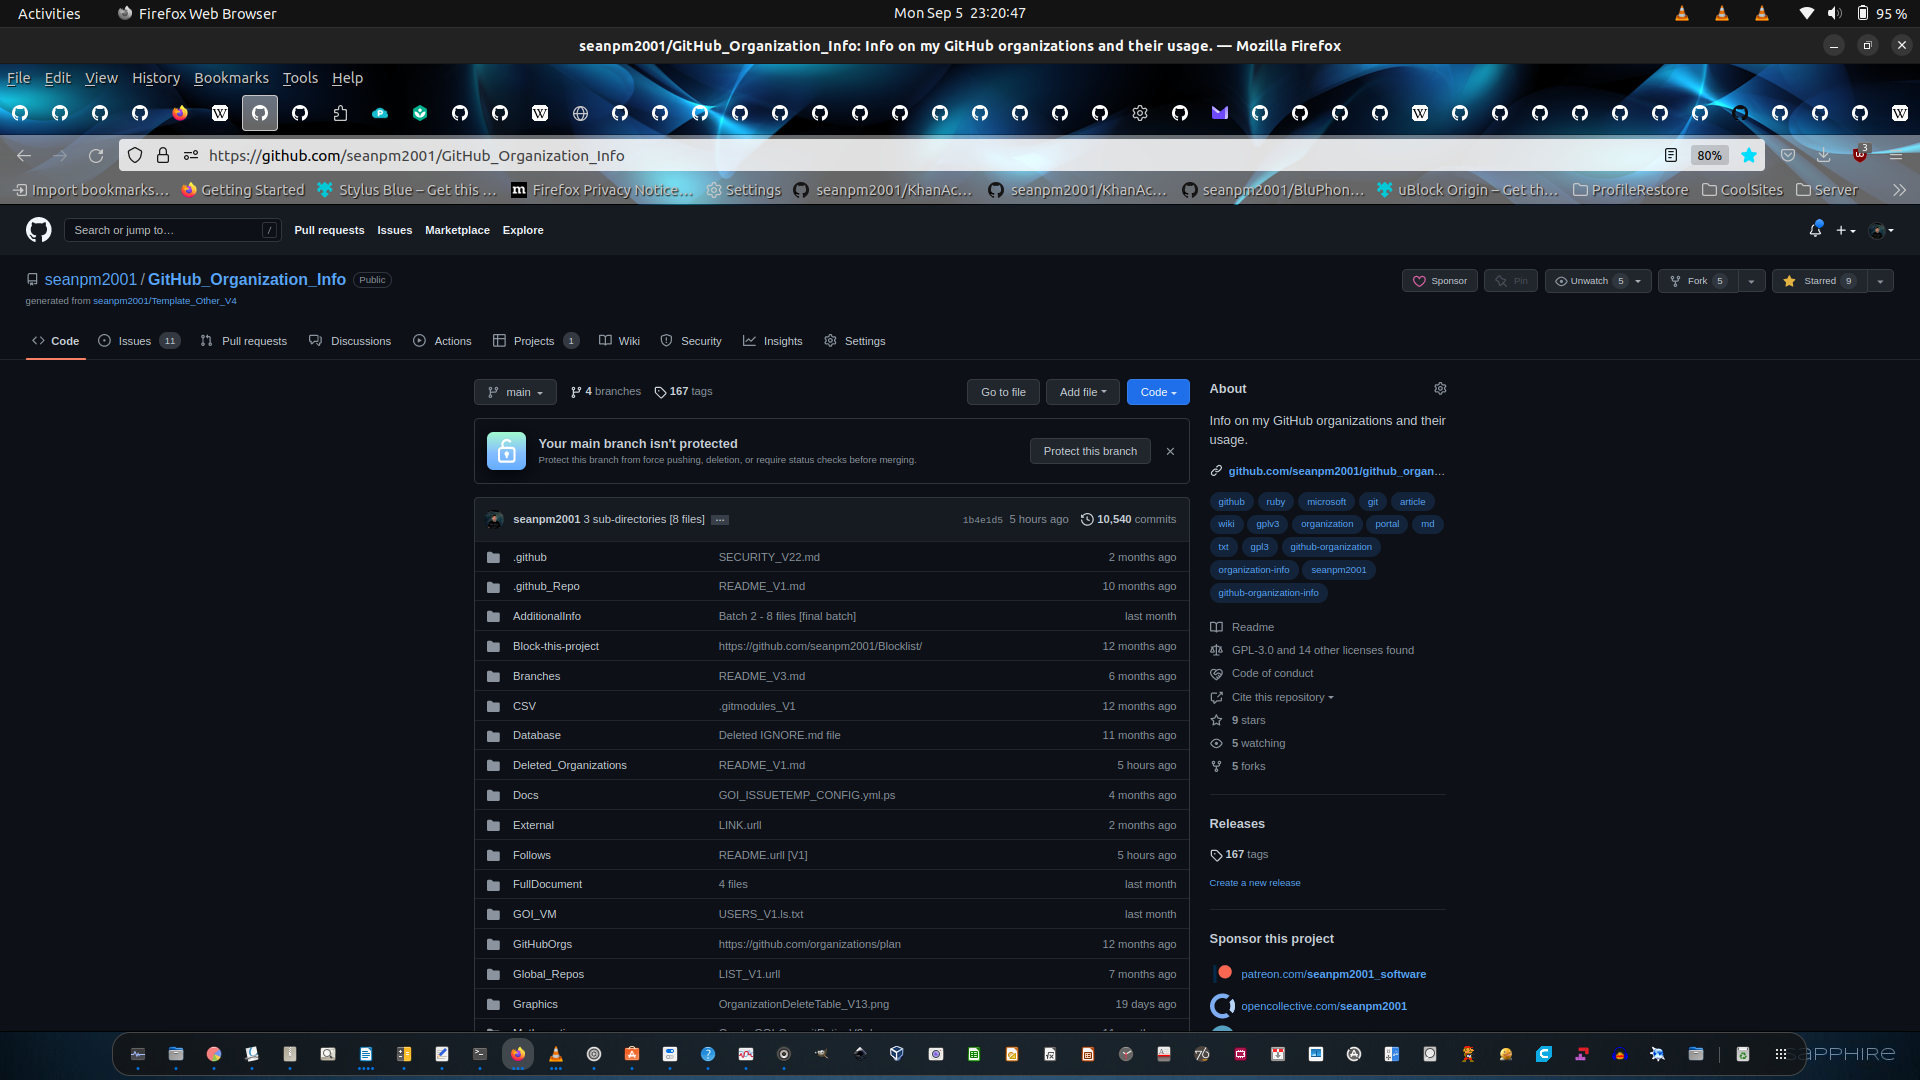 Activities Firefox Web Browser Mon Sep 5 23:20:47 95 %
seanpm2001/GitHub_Organization_Info: Info on my GitHub organizations and their usage. — Mozilla Firefox
File Edit View History Bookmarks Tools Help
https://github.com/seanpm2001/GitHub_Organization_Info 80% 3
Import bookmarks… Getting Started Stylus Blue – Get this … Firefox Privacy Notice… Settings seanpm2001/KhanAc… seanpm2001/KhanAc… seanpm2001/BluPhon… uBlock Origin – Get th… ProfileRestore CoolSites Server
Search or jump to… / Pull requests Issues Marketplace Explore
seanpm2001 / GitHub_Organization_Info Public Sponsor Pin Unwatch 5 Fork 5 Starred 9
generated from seanpm2001/Template_Other_V4
Code Issues 11 Pull requests Discussions Actions Projects 1 Wiki Security Insights Settings
main 4 branches 167 tags Go to file Add file Code
Your main branch isn't protected
Protect this branch from force pushing, deletion, or require status checks before merging.
Protect this branch
seanpm2001 3 sub-directories [8 files] … 1b4e1d5 5 hours ago 10,540 commits
.github SECURITY_V22.md 2 months ago
.github_Repo README_V1.md 10 months ago
AdditionalInfo Batch 2 - 8 files [final batch] last month
Block-this-project https://github.com/seanpm2001/Blocklist/ 12 months ago
Branches README_V3.md 6 months ago
CSV .gitmodules_V1 12 months ago
Database Deleted IGNORE.md file 11 months ago
Deleted_Organizations README_V1.md 5 hours ago
Docs GOI_ISSUETEMP_CONFIG.yml.ps 4 months ago
External LINK.urll 2 months ago
Follows README.urll [V1] 5 hours ago
FullDocument 4 files last month
GOI_VM USERS_V1.ls.txt last month
GitHubOrgs https://github.com/organizations/plan 12 months ago
Global_Repos LIST_V1.urll 7 months ago
Graphics OrganizationDeleteTable_V13.png 19 days ago
About
Info on my GitHub organizations and their
usage.
github.com/seanpm2001/github_organ…
github ruby microsoft git article
wiki gplv3 organization portal md
txt gpl3 github-organization
organization-info seanpm2001
github-organization-info
Readme
GPL-3.0 and 14 other licenses found
Code of conduct
Cite this repository
9 stars
5 watching
5 forks
Releases
167 tags
Create a new release
Sponsor this project
patreon.com/seanpm2001_software
opencollective.com/seanpm2001
SAPPHIRE